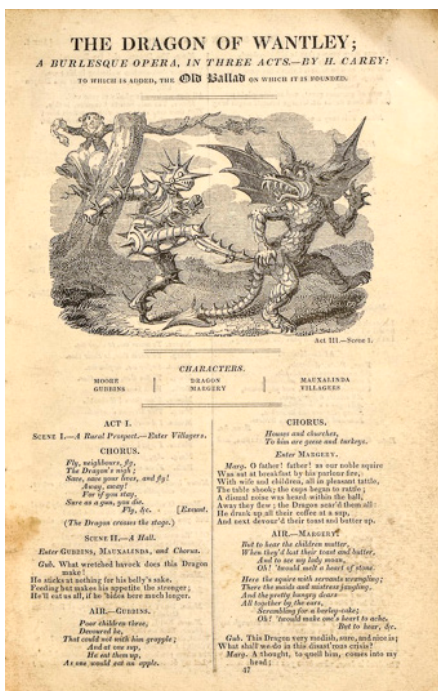 THE DRAGON OF WANTLEY;
A BURLESQUE OPERA, IN THREE ACTS.—BY H. CAREY:
TO WHICH IS ADDED, THE Old Ballad ON WHICH IT IS FOUNDED.
Act III.—Scene 1.
CHARACTERS.
MOORE
GUBBINS
DRAGON
MARGERY
MAUXALINDA
VILLAGERS
ACT I.
SCENE I.—A Rural Prospect.—Enter Villagers.
CHORUS.
Fly, neighbours, fly,
The Dragon's nigh;
Save, save your lives, and fly!
Away, away!
For if you stay,
Sure as a gun, you die.
Fly, &c. [Exeunt.
(The Dragon crosses the stage.)
SCENE II.—A Hall.
Enter GUBBINS, MAUXALINDA, and Chorus.
Gub. What wretched havock does this Dragon
make!
He sticks at nothing for his belly's sake.
Feeding but makes his appetite the stronger;
He'll eat us all, if he 'bides here much longer.
AIR.—GUBBINS.
Poor children three,
Devoured he,
That could not with him grapple;
And at one sup,
He eat them up,
As one would eat an apple.
CHORUS.
Houses and churches,
To him are geese and turkeys.
Enter MARGERY.
Marg. O father! father! as our noble squire
Was sat at breakfast by his parlour fire,
With wife and children, all in pleasant tattle,
The table shook; the cups began to rattle;
A dismal noise was heard within the hall,
Away they flew; the Dragon scar'd them all:
He drank up all their coffee at a sup,
And next devour'd their toast and butter up.
AIR.—MARGERY.
But to hear the children mutter,
When they'd lost their toast and butter,
And to see my lady moan,
Oh! 'twould melt a heart of stone.
Here the squire with servants wrangling;
There the maids and mistress jangling.
And the pretty hungry dears
All together by the ears,
Scrambling for a barley-cake;
Oh! 'twould make one's heart to ache.
But to hear, &c.
Gub. This Dragon very modish, sure, and nice is;
What shall we do in this disast'rous crisis?
Marg. A thought, to quell him, comes into my
head;
47